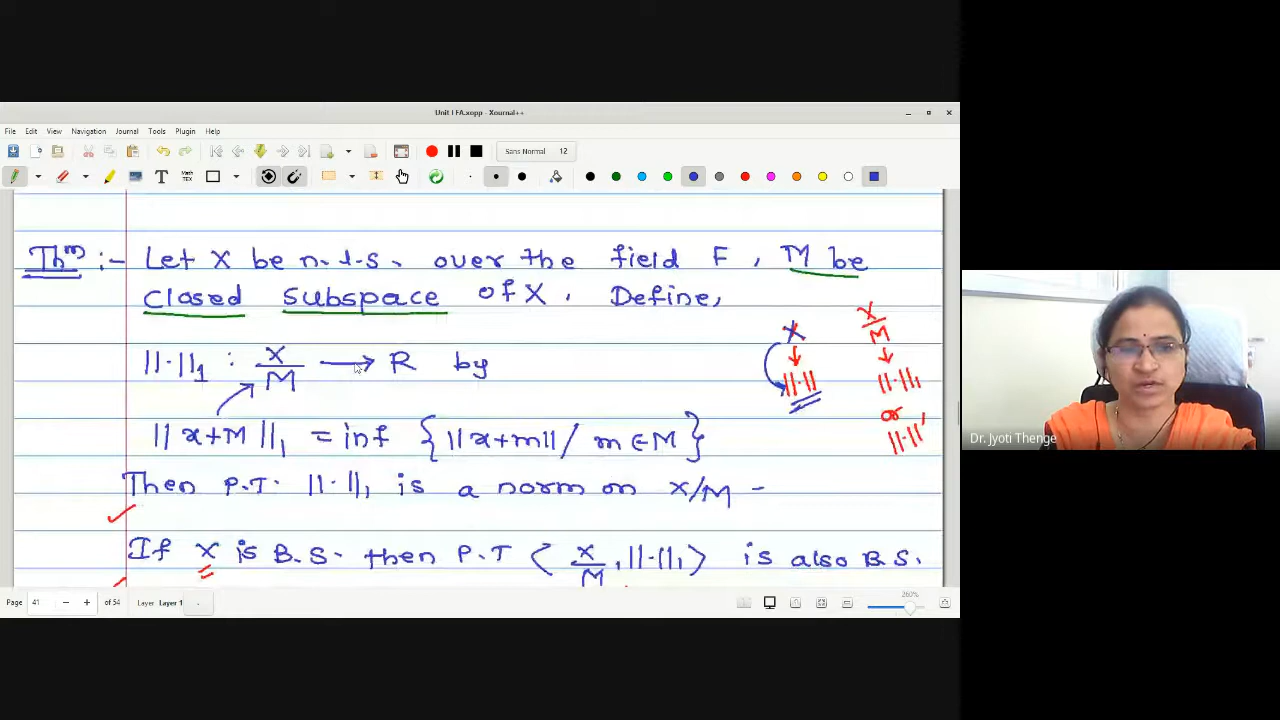 Unit I FA.xopp - Xournal++
File Edit View Navigation Journal Tools Plugin Help
Sans Normal 12
Thm :- Let X be n.l.s. over the field F, M be
closed subspace of X. Define,
||·||₁ : X/M → R by
||x+M||₁ = inf {||x+m|| / m∈M}
Then P.T. ||·||₁ is a norm on X/M -
If X is B.S. then P.T (X/M, ||·||₁) is also B.S.
X
↓
||·||
X/M
↓
||·||₁
or
||·||'
Dr. Jyoti Thenge
Page 41 of 54 Layer Layer 1 260%